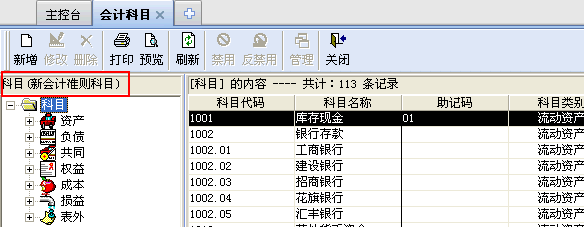 主控台 会计科目 × +
新增 修改 删除 打印 预览 刷新 禁用 反禁用 管理 关闭
科目(新会计准则科目) [科目] 的内容 ---- 共计:113 条记录
科目代码 科目名称 助记码 科目类别
科目 1001 库存现金 01 流动资产
资产 1002 银行存款 流动资产
负债 1002.01 工商银行 流动资产
共同 1002.02 建设银行 流动资产
权益 1002.03 招商银行 流动资产
成本 1002.04 花旗银行 流动资产
损益 1002.05 汇丰银行 流动资产
表外